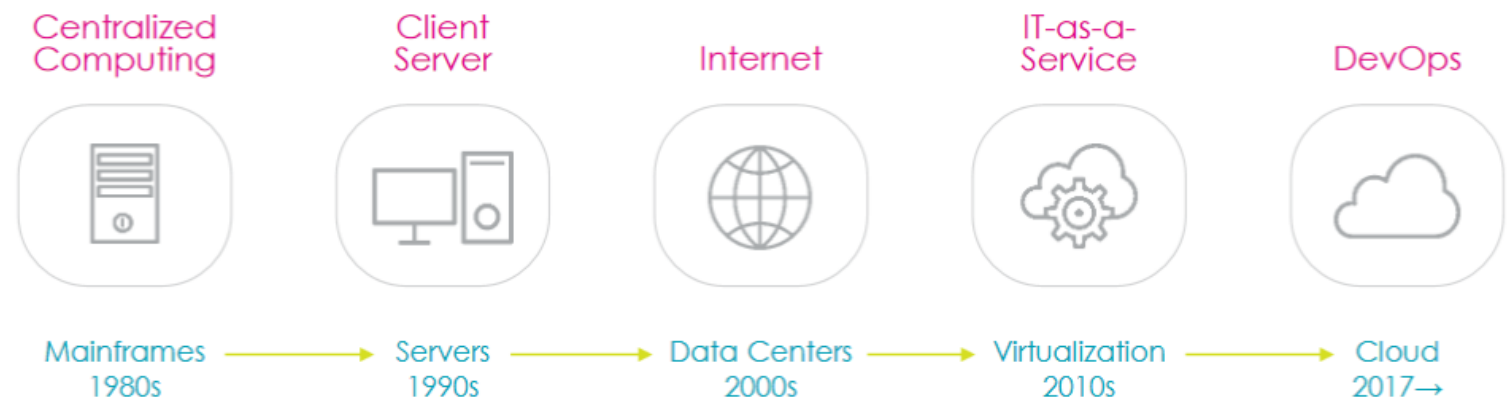 Centralized
Computing
Client
Server
Internet
IT-as-a-
Service
DevOps
Mainframes
1980s
Servers
1990s
Data Centers
2000s
Virtualization
2010s
Cloud
2017→